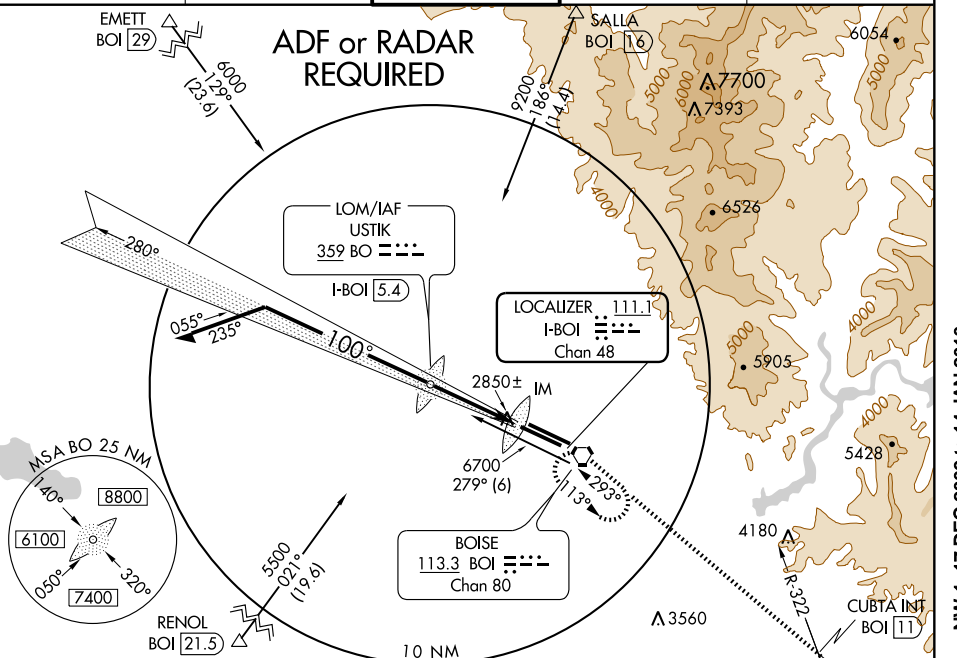 EMETT
BOI 29
ADF or RADAR
REQUIRED
SALLA
BOI 16
6054
5000
6000
129°
(23.6)
9200
186°
(14.4)
5000
6000
7700
7393
4000
6526
LOM/IAF
USTIK
359 BO
I-BOI 5.4
280°
LOCALIZER 111.1
I-BOI
Chan 48
055°
235°
100°
4000
5000
5905
2850± IM
4000
5428
MSA BO 25 NM
140°
8800
6100
050°
320°
7400
6700
279° (6)
293°
113°
BOISE
113.3 BOI
Chan 80
4180
R-322
5500
021°
(19.6)
RENOL
BOI 21.5
3560
CUBTA INT
BOI 11
10 NM